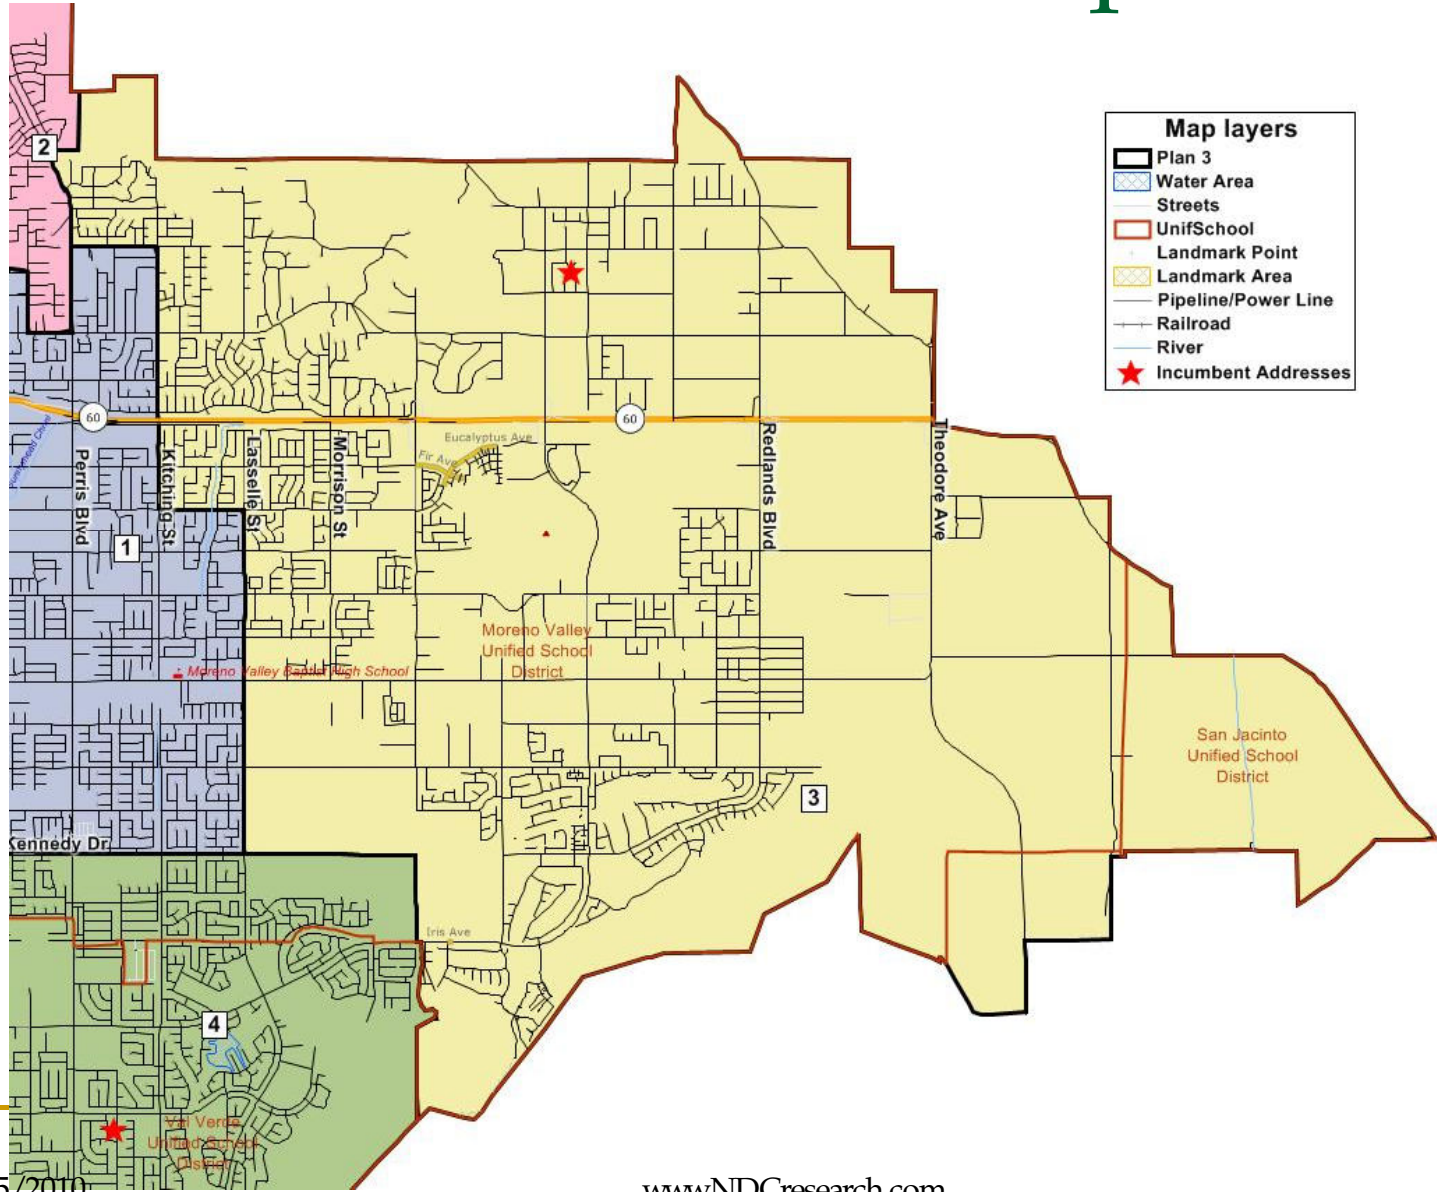 Map layers
Plan 3
Water Area
Streets
UnifSchool
Landmark Point
Landmark Area
Pipeline/Power Line
Railroad
River
Incumbent Addresses
2
60
60
Eucalyptus Ave
Fir Ave
Perris Blvd
Kitching St
Lasselle St
Morrison St
Redlands Blvd
Theodore Ave
1
Moreno Valley
Unified School
District
Moreno Valley Baptist High School
San Jacinto
Unified School
District
3
Kennedy Dr
Iris Ave
4
Val Verde
Unified School
District
5/2010
www.NDCresearch.com